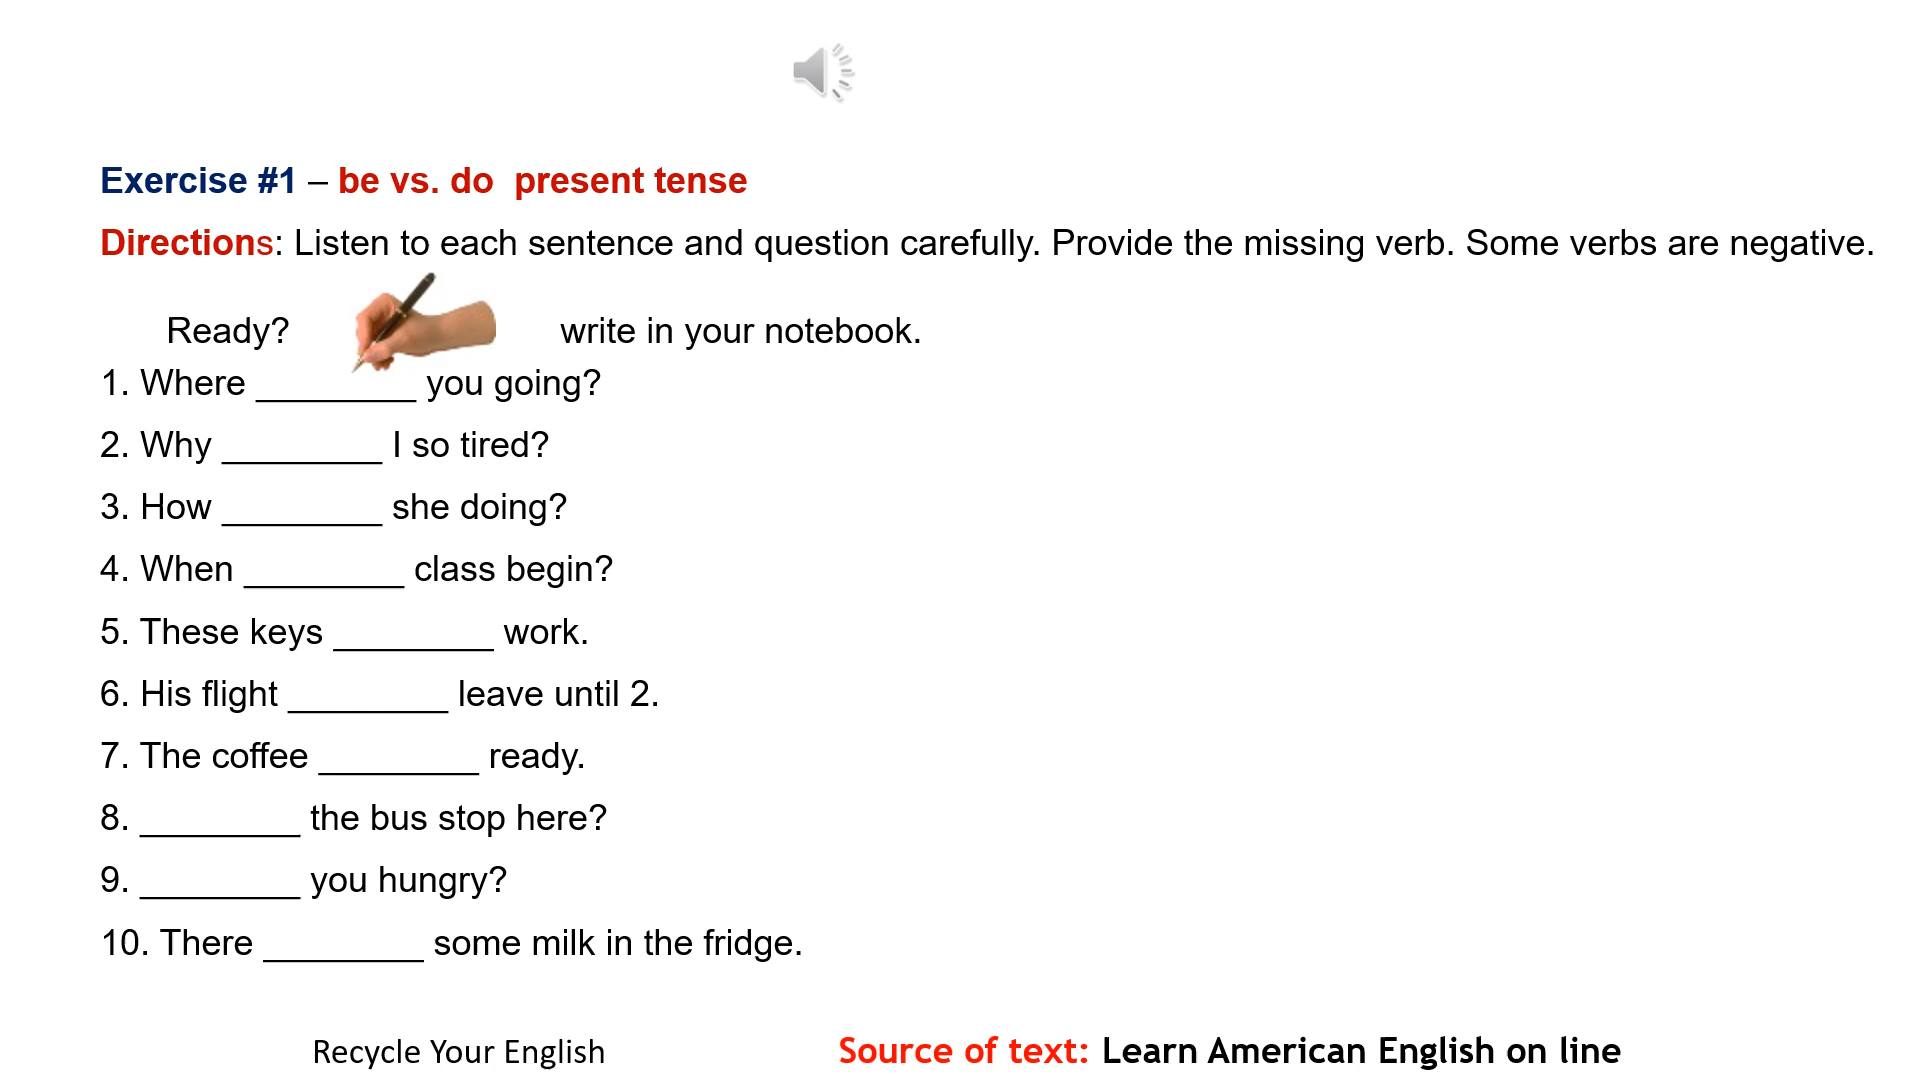 Exercise #1 – be vs. do  present tense
Directions: Listen to each sentence and question carefully. Provide the missing verb. Some verbs are negative.
Ready? write in your notebook.
1. Where ________ you going?
2. Why ________ I so tired?
3. How ________ she doing?
4. When ________ class begin?
5. These keys ________ work.
6. His flight ________ leave until 2.
7. The coffee ________ ready.
8. ________ the bus stop here?
9. ________ you hungry?
10. There ________ some milk in the fridge.
Recycle Your English Source of text: Learn American English on line